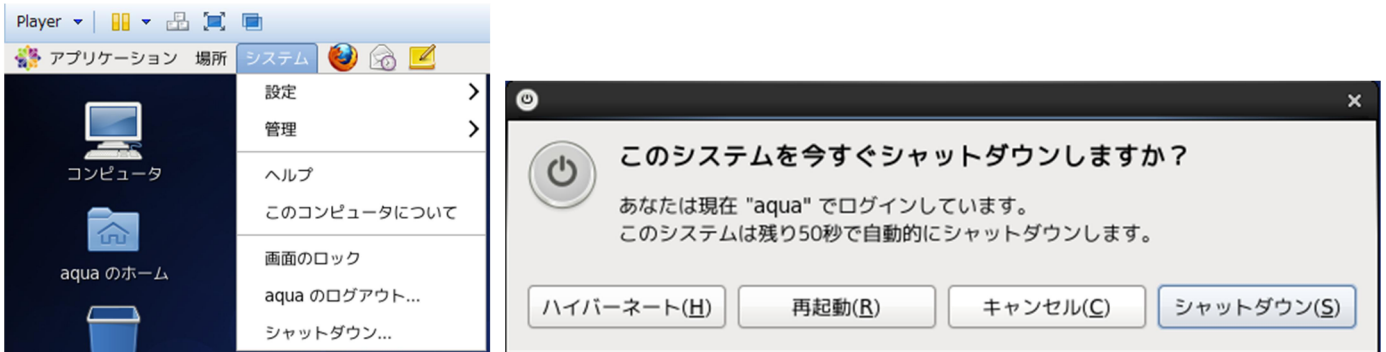 Player
アプリケーション 場所 システム
設定
管理
ヘルプ
このコンピュータについて
画面のロック
aqua のログアウト...
シャットダウン...
コンピュータ
aqua のホーム
このシステムを今すぐシャットダウンしますか？
あなたは現在 "aqua" でログインしています。
このシステムは残り50秒で自動的にシャットダウンします。
ハイバーネート(H) 再起動(R) キャンセル(C) シャットダウン(S)